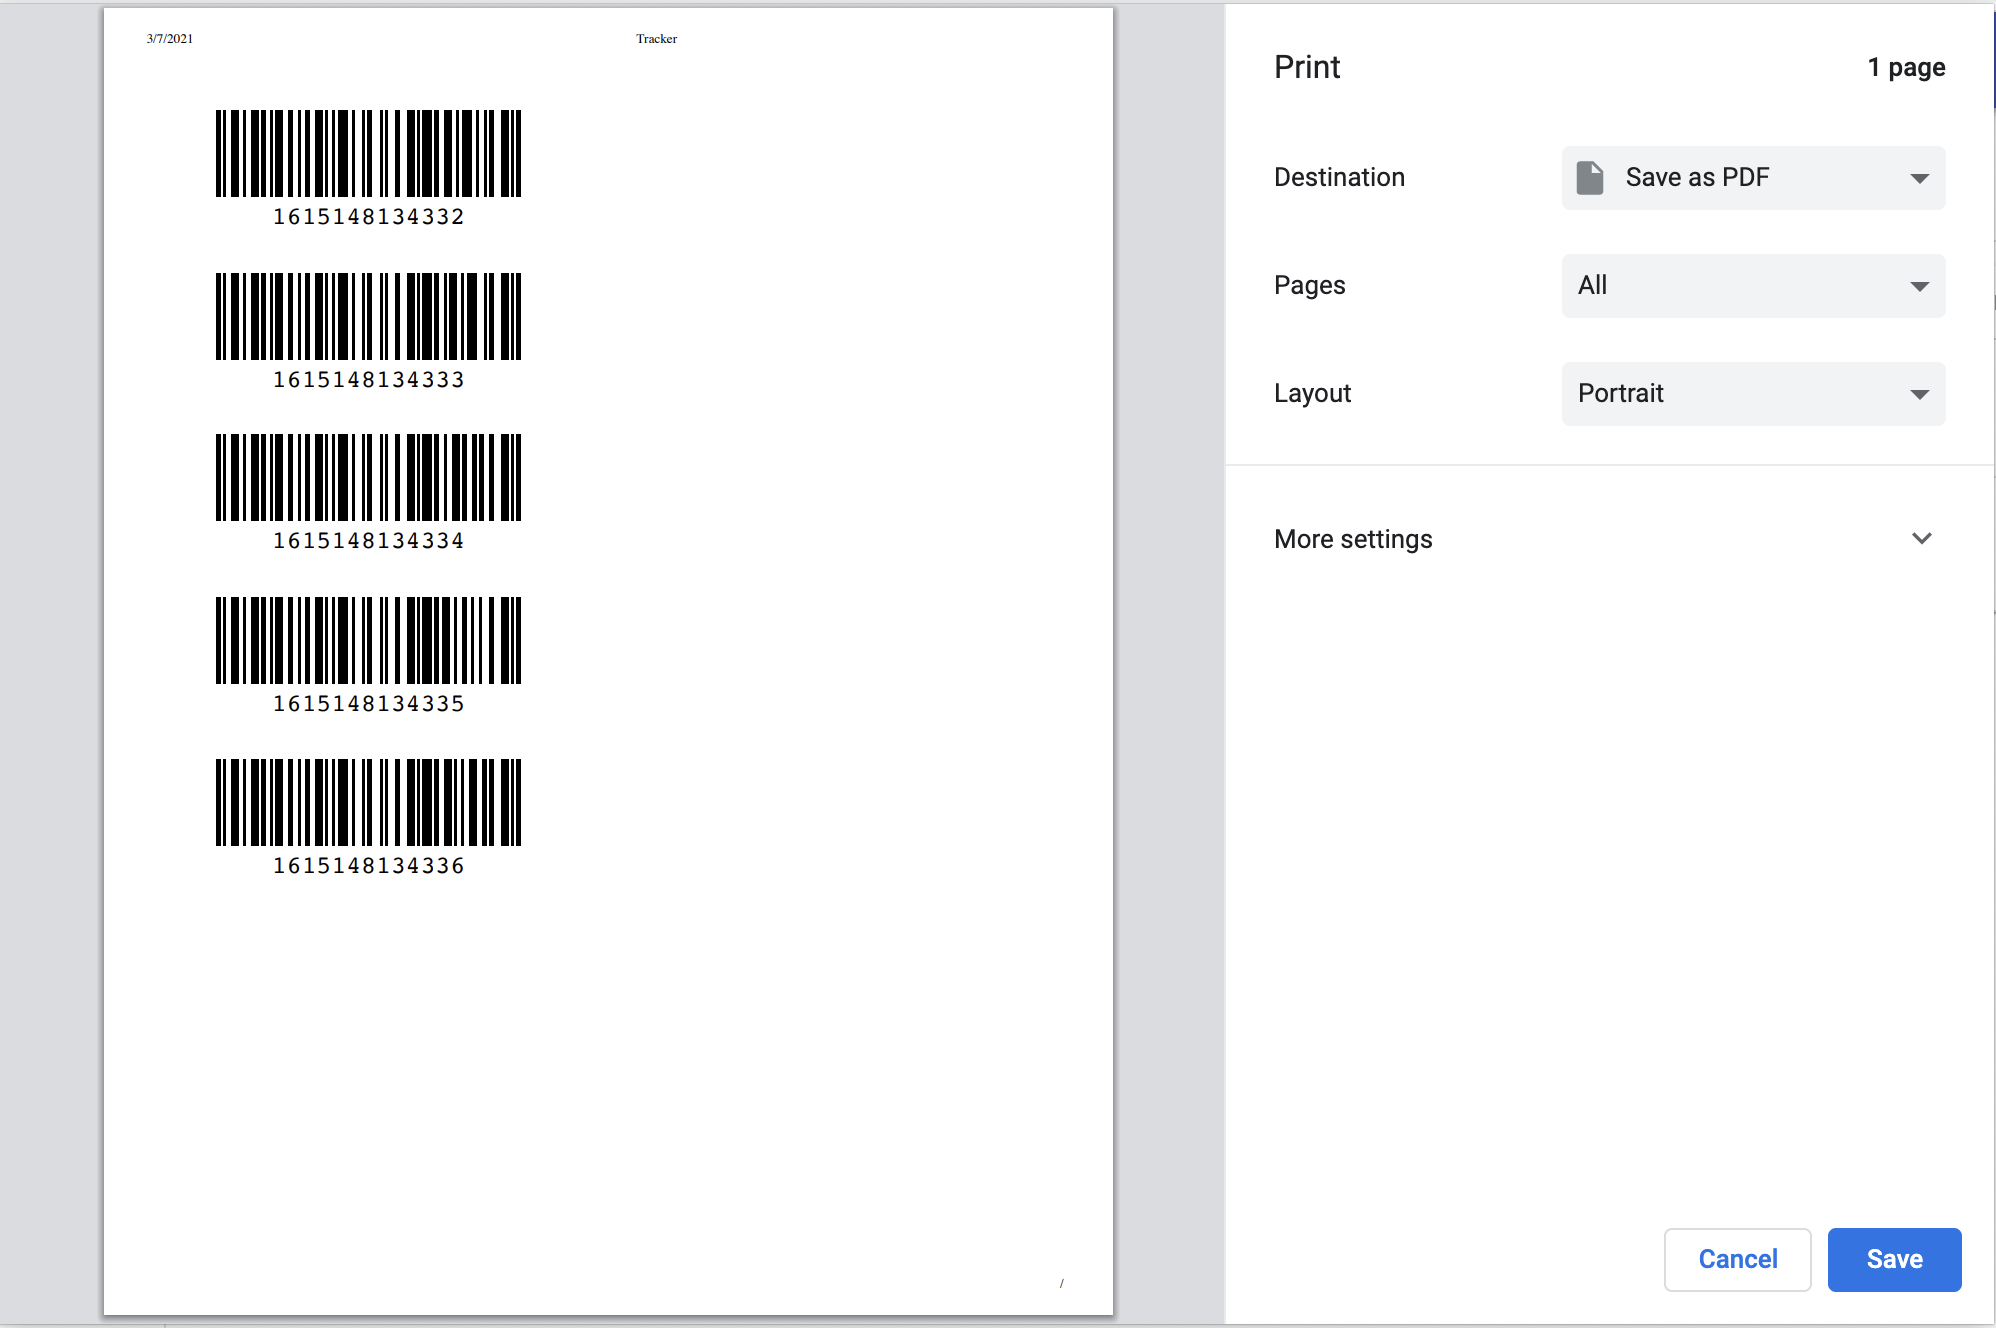 3/7/2021 Tracker
1615148134332
1615148134333
1615148134334
1615148134335
1615148134336
/
Print 1 page
Destination Save as PDF
Pages All
Layout Portrait
More settings
Cancel Save